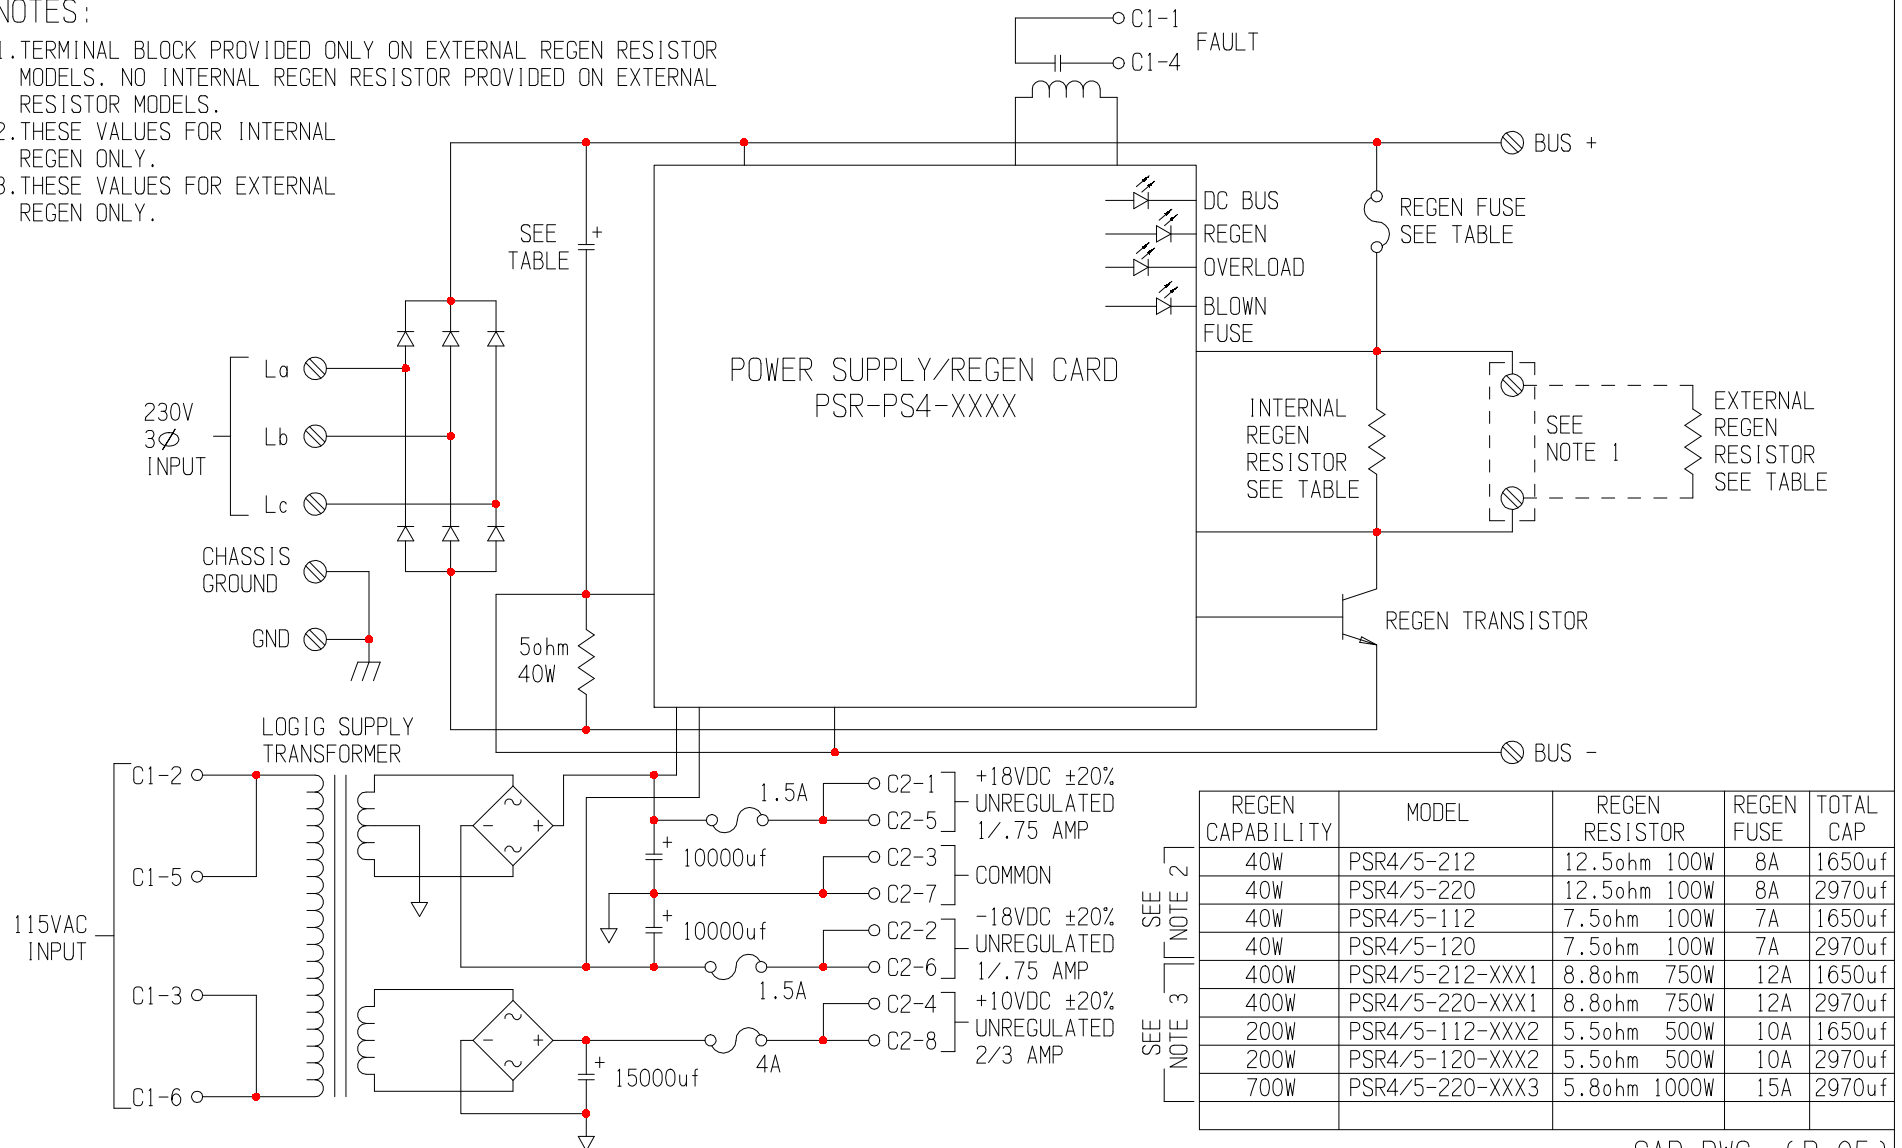 NOTES:
1.TERMINAL BLOCK PROVIDED ONLY ON EXTERNAL REGEN RESISTOR
MODELS. NO INTERNAL REGEN RESISTOR PROVIDED ON EXTERNAL
RESISTOR MODELS.
2.THESE VALUES FOR INTERNAL
REGEN ONLY.
3.THESE VALUES FOR EXTERNAL
REGEN ONLY.
C1-1
FAULT
C1-4
BUS +
DC BUS
REGEN
OVERLOAD
BLOWN
FUSE
REGEN FUSE
SEE TABLE
SEE
TABLE
+
POWER SUPPLY/REGEN CARD
PSR-PS4-XXXX
La
230V
3Ø
INPUT
Lb
Lc
CHASSIS
GROUND
GND
5ohm
40W
INTERNAL
REGEN
RESISTOR
SEE TABLE
SEE
NOTE 1
EXTERNAL
REGEN
RESISTOR
SEE TABLE
REGEN TRANSISTOR
BUS -
LOGIG SUPPLY
TRANSFORMER
115VAC
INPUT
C1-2
C1-5
C1-3
C1-6
~
- +
~
~
- +
~
1.5A
+
10000uf
+
10000uf
1.5A
+
15000uf
4A
C2-1
C2-5
+18VDC ±20%
UNREGULATED
1/.75 AMP
C2-3
C2-7
COMMON
C2-2
C2-6
-18VDC ±20%
UNREGULATED
1/.75 AMP
C2-4
C2-8
+10VDC ±20%
UNREGULATED
2/3 AMP
SEE
NOTE 2
SEE
NOTE 3
REGEN CAPABILITY MODEL REGEN RESISTOR REGEN FUSE TOTAL CAP
40W PSR4/5-212 12.5ohm 100W 8A 1650uf
40W PSR4/5-220 12.5ohm 100W 8A 2970uf
40W PSR4/5-112 7.5ohm 100W 7A 1650uf
40W PSR4/5-120 7.5ohm 100W 7A 2970uf
400W PSR4/5-212-XXX1 8.8ohm 750W 12A 1650uf
400W PSR4/5-220-XXX1 8.8ohm 750W 12A 2970uf
200W PSR4/5-112-XXX2 5.5ohm 500W 10A 1650uf
200W PSR4/5-120-XXX2 5.5ohm 500W 10A 2970uf
700W PSR4/5-220-XXX3 5.8ohm 1000W 15A 2970uf